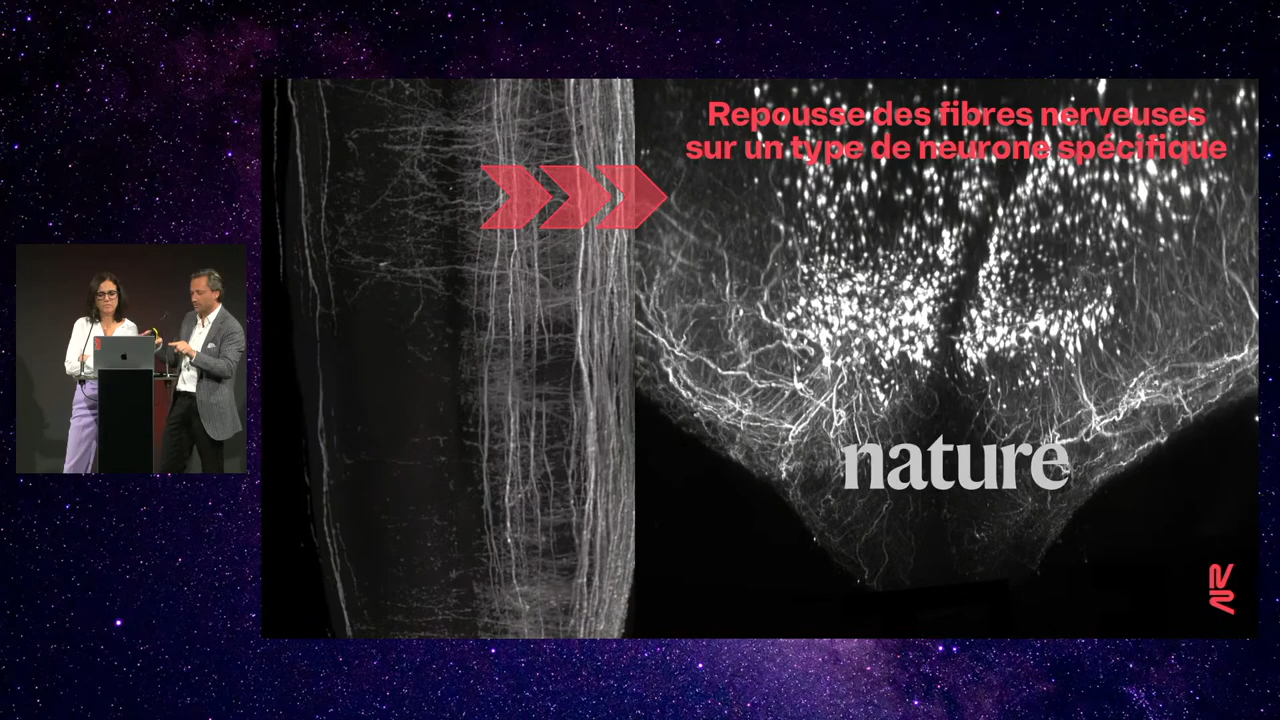 Repousse des fibres nerveuses
sur un type de neurone spécifique
nature